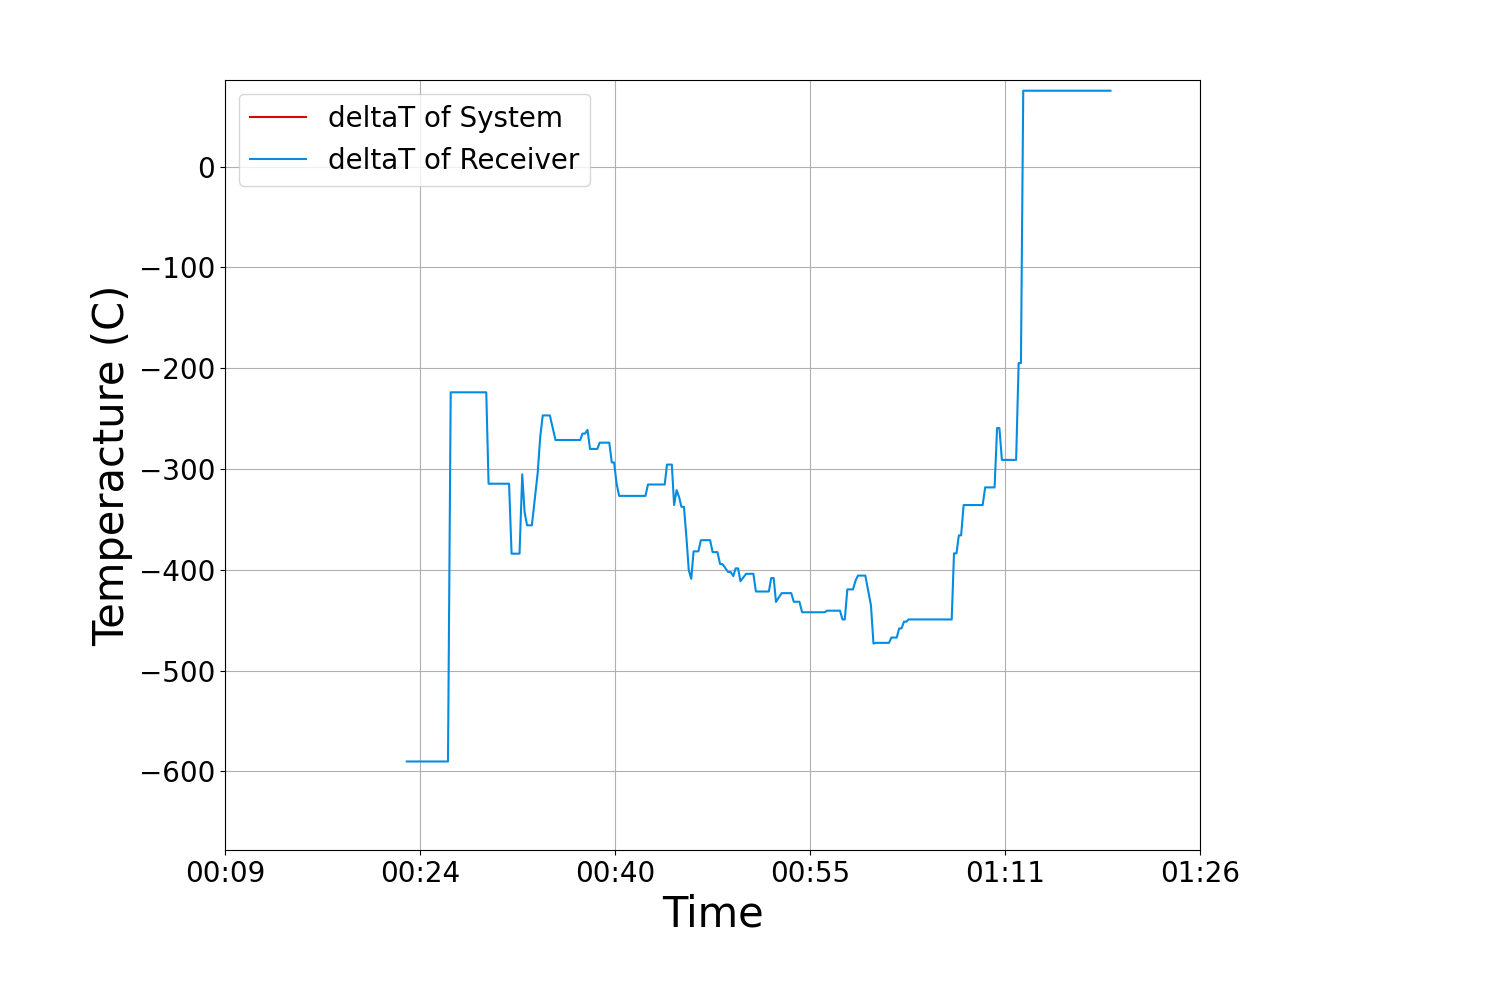 deltaT of System
deltaT of Receiver
0
−100
−200
−300
−400
−500
−600
Temperacture (C)
00:09 00:24 00:40 00:55 01:11 01:26
Time